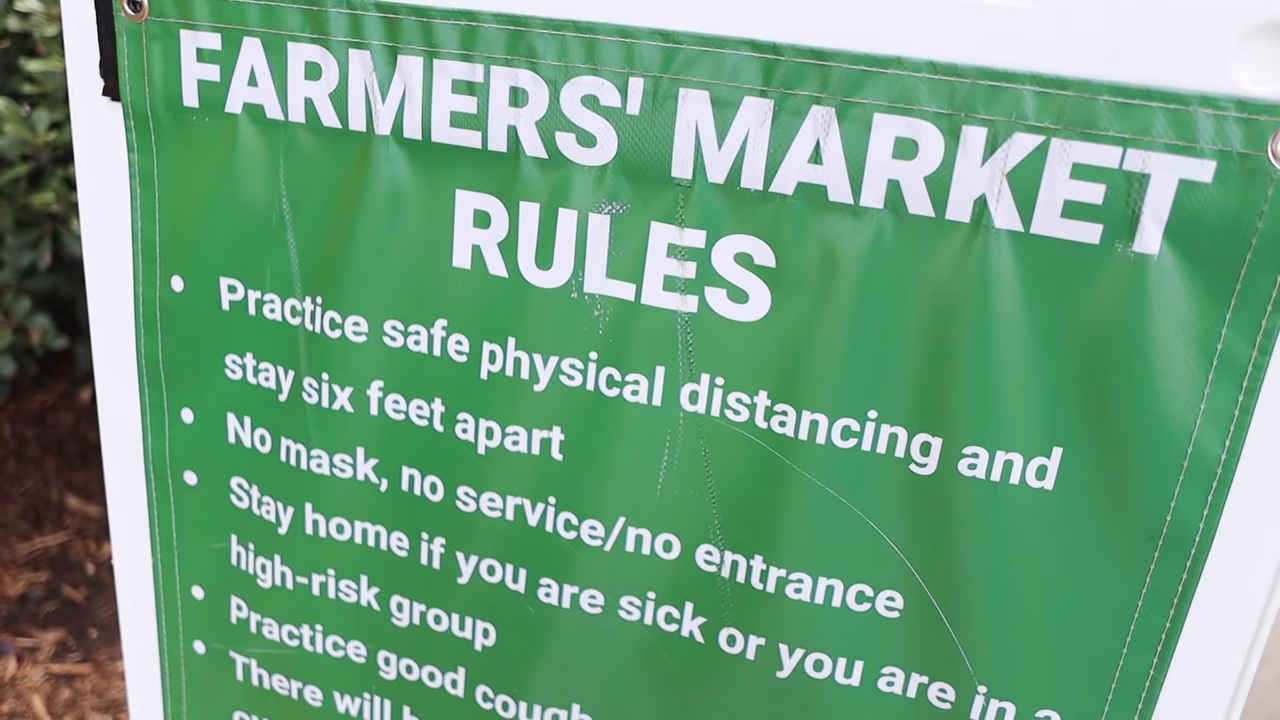 FARMERS' MARKET
RULES
• Practice safe physical distancing and
stay six feet apart
• No mask, no service/no entrance
• Stay home if you are sick or you are in a
high-risk group
• Practice good cough
• There will